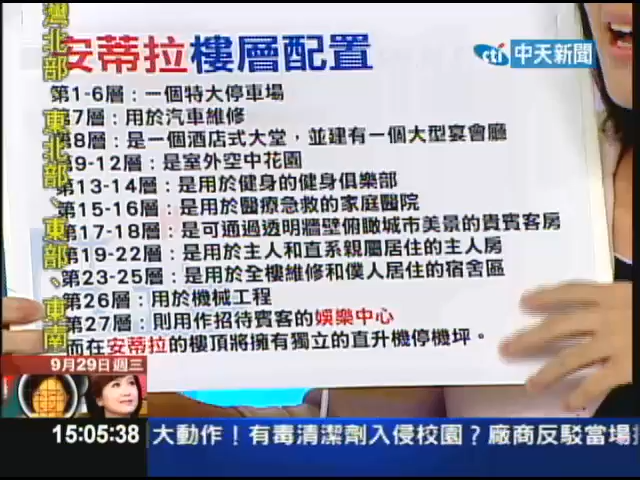 安蒂拉樓層配置
cti 中天新聞
第1-6層：一個特大停車場
第7層：用於汽車維修
第8層：是一個酒店式大堂，並建有一個大型宴會廳
第9-12層：是室外空中花園
第13-14層：是用於健身的健身俱樂部
第15-16層：是用於醫療急救的家庭醫院
第17-18層：是可通過透明牆壁俯瞰城市美景的貴賓客房
第19-22層：是用於主人和直系親屬居住的主人房
第23-25層：是用於全樓維修和僕人居住的宿舍區
第26層：用於機械工程
第27層：則用作招待賓客的娛樂中心
而在安蒂拉的樓頂將擁有獨立的直升機停機坪。
灣北部、東北部、東部、東南
9月29日週三
15:05:38
大動作！有毒清潔劑入侵校園？廠商反駁當場